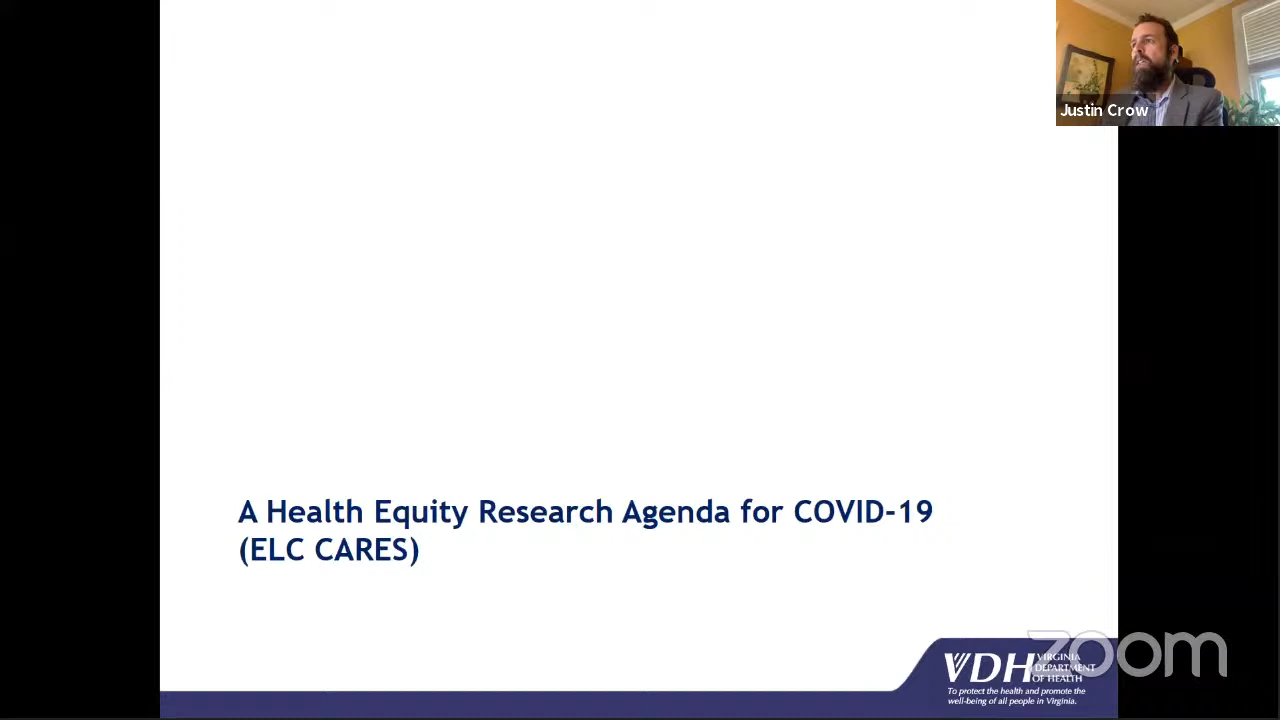 Justin Crow
A Health Equity Research Agenda for COVID-19
(ELC CARES)
VDH
VIRGINIA
DEPARTMENT
OF HEALTH
To protect the health and promote the
well-being of all people in Virginia.
zoom